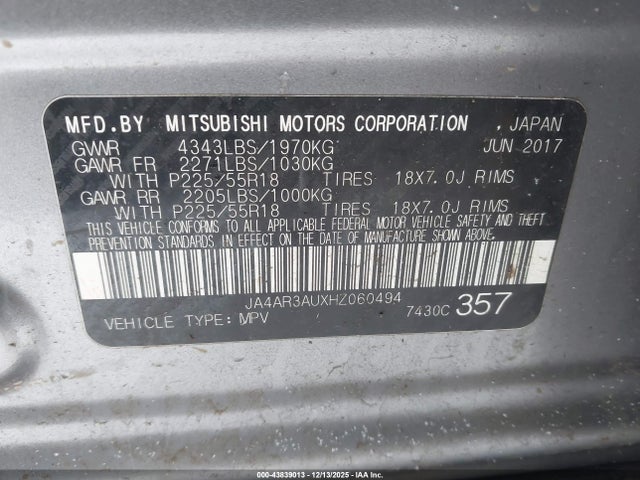 MFD.BY MITSUBISHI MOTORS CORPORATION , JAPAN
GVWR 4343LBS/1970KG JUN 2017
GAWR FR 2271LBS/1030KG
WITH P225/55R18 TIRES 18X7.0J RIMS
GAWR RR 2205LBS/1000KG
WITH P225/55R18 TIRES 18X7.0J RIMS
THIS VEHICLE CONFORMS TO ALL APPLICABLE FEDERAL MOTOR VEHICLE SAFETY AND THEFT
PREVENTION STANDARDS IN EFFECT ON THE DATE OF MANUFACTURE SHOWN ABOVE.
JA4AR3AUXHZ060494
VEHICLE TYPE: MPV 7430C 357
000-43839013 - 12/13/2025 - IAA Inc.